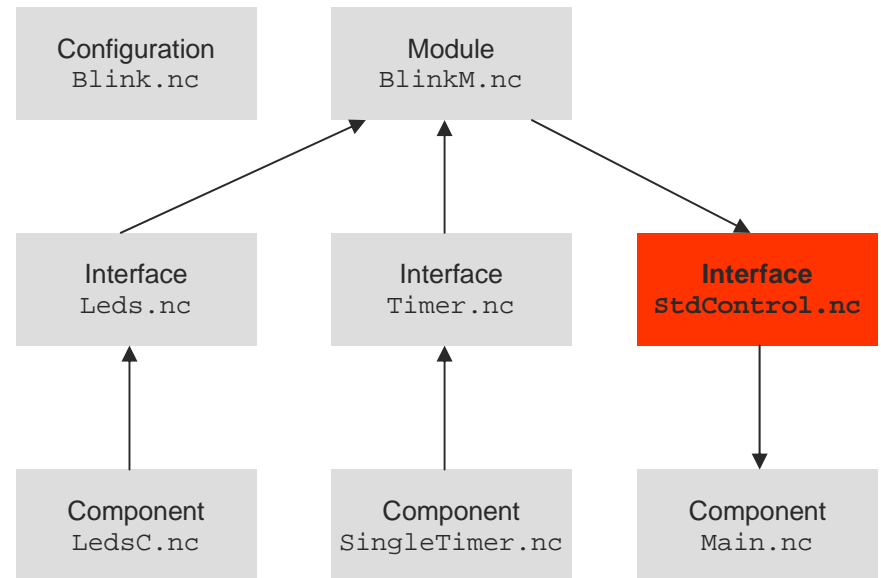 Configuration
Blink.nc
Module
BlinkM.nc
Interface
Leds.nc
Interface
Timer.nc
Interface
StdControl.nc
Component
LedsC.nc
Component
SingleTimer.nc
Component
Main.nc